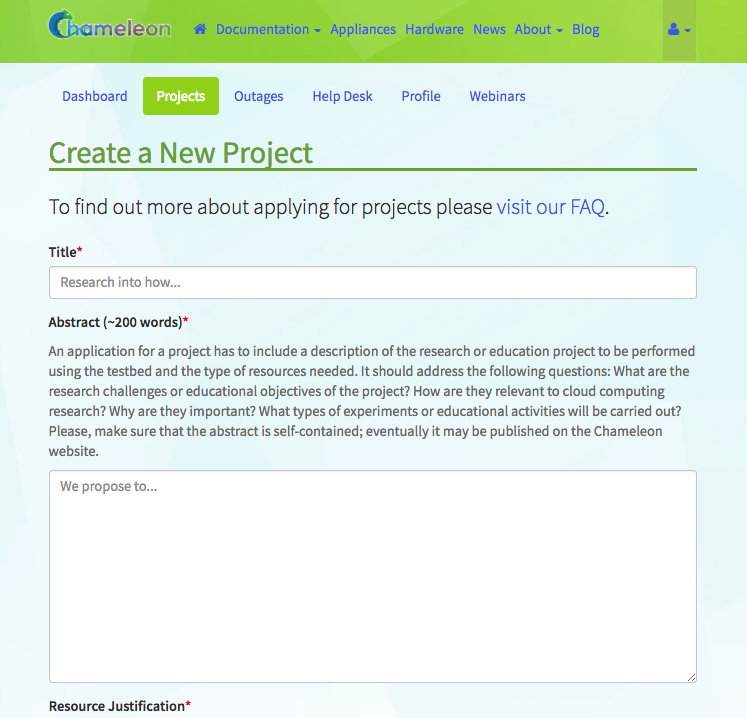 Chameleon Documentation Appliances Hardware News About Blog
Dashboard Projects Outages Help Desk Profile Webinars
Create a New Project
To find out more about applying for projects please visit our FAQ.
Title*
Research into how...
Abstract (~200 words)*
An application for a project has to include a description of the research or education project to be performed
using the testbed and the type of resources needed. It should address the following questions: What are the
research challenges or educational objectives of the project? How are they relevant to cloud computing
research? Why are they important? What types of experiments or educational activities will be carried out?
Please, make sure that the abstract is self-contained; eventually it may be published on the Chameleon
website.
We propose to...
Resource Justification*